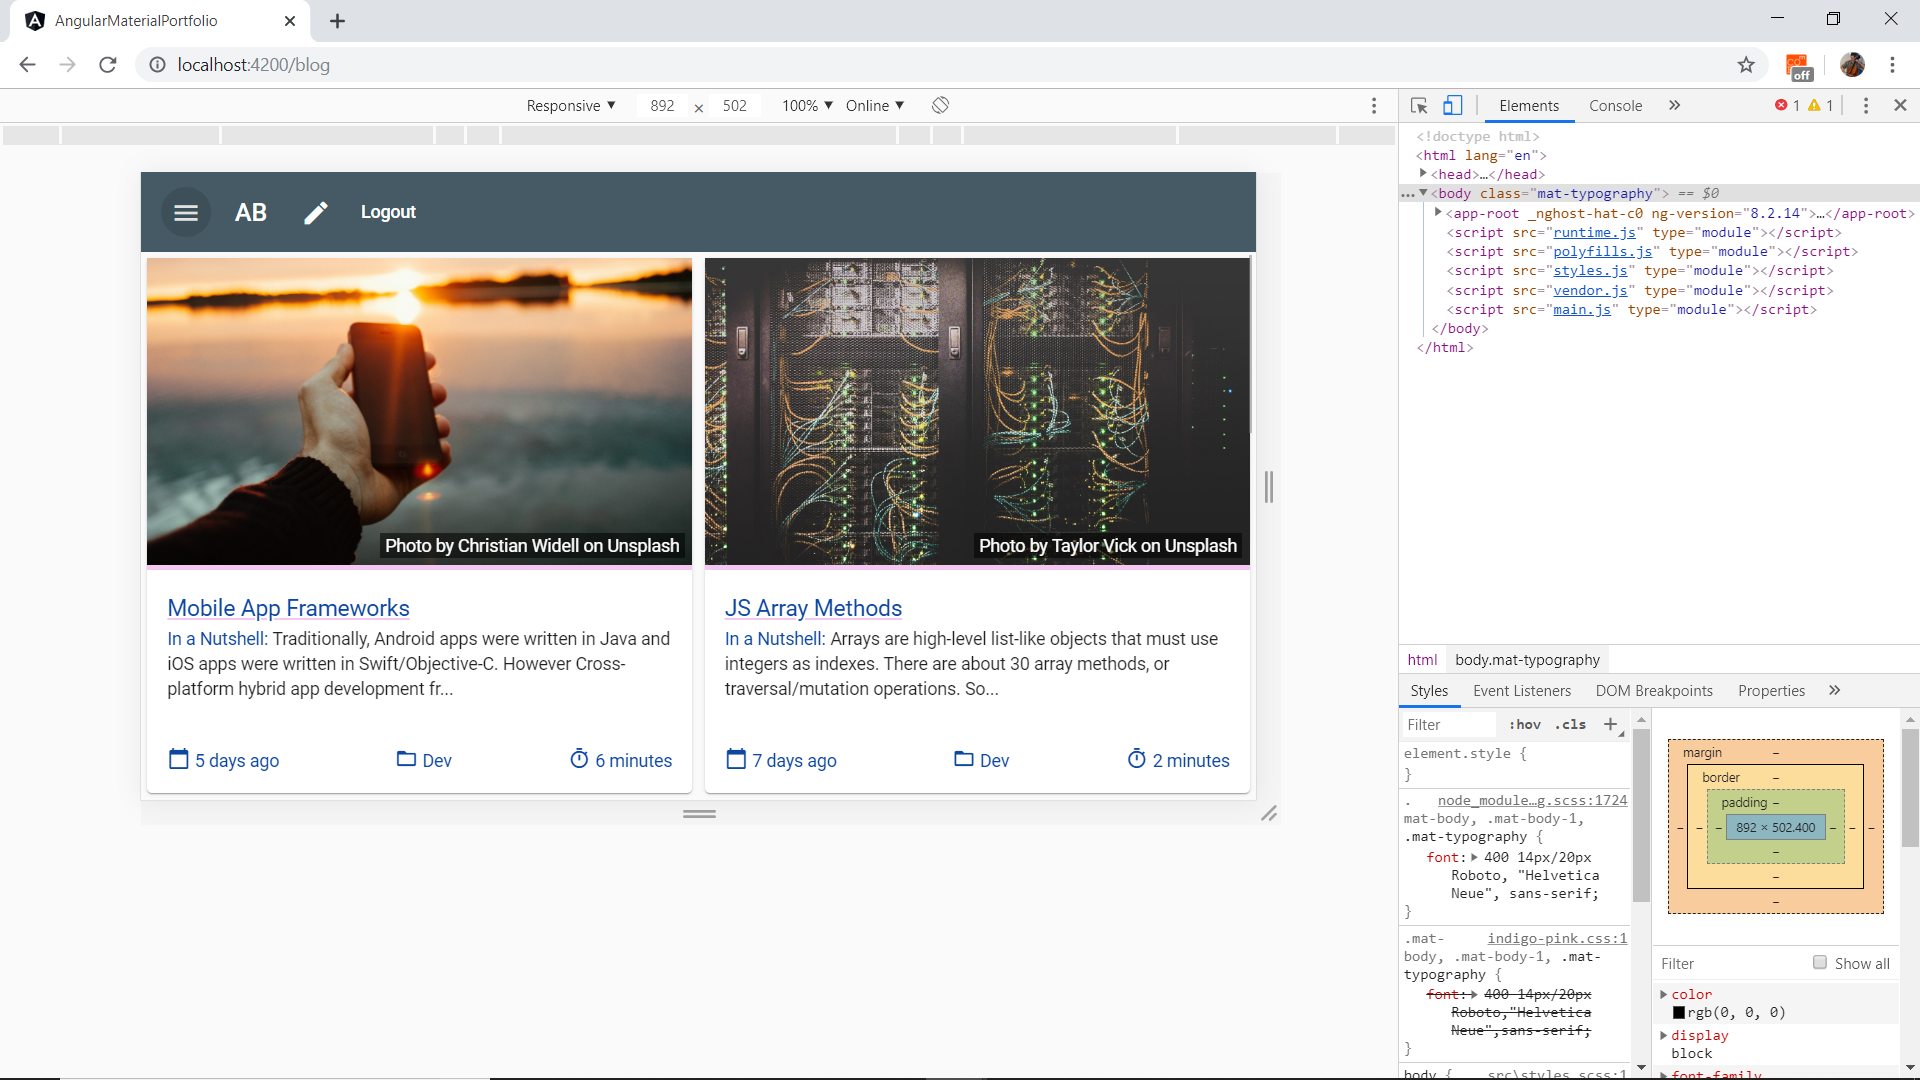 AngularMaterialPortfolio
localhost:4200/blog
off
Responsive ▼ 892 × 502 100% ▼ Online ▼
Elements Console » 1 1
<!doctype html>
<html lang="en">
<head>…</head>
<body class="mat-typography"> == $0
<app-root _nghost-hat-c0 ng-version="8.2.14">…</app-root>
<script src="runtime.js" type="module"></script>
<script src="polyfills.js" type="module"></script>
<script src="styles.js" type="module"></script>
<script src="vendor.js" type="module"></script>
<script src="main.js" type="module"></script>
</body>
</html>
AB Logout
Photo by Christian Widell on Unsplash
Mobile App Frameworks
In a Nutshell: Traditionally, Android apps were written in Java and
iOS apps were written in Swift/Objective-C. However Cross-
platform hybrid app development fr...
5 days ago Dev 6 minutes
Photo by Taylor Vick on Unsplash
JS Array Methods
In a Nutshell: Arrays are high-level list-like objects that must use
integers as indexes. There are about 30 array methods, or
traversal/mutation operations. So...
7 days ago Dev 2 minutes
html body.mat-typography
Styles Event Listeners DOM Breakpoints Properties »
Filter :hov .cls +
element.style {
}
. node_module…g.scss:1724
mat-body, .mat-body-1,
.mat-typography {
font: 400 14px/20px
Roboto, "Helvetica
Neue", sans-serif;
}
.mat- indigo-pink.css:1
body, .mat-body-1, .mat-
typography {
font: 400 14px/20px
Roboto,"Helvetica
Neue",sans-serif;
}
body { src\styles.scss:1
margin –
border –
padding –
– – – 892 × 502.400 – – –
–
–
–
Filter Show all
color
rgb(0, 0, 0)
display
block
font-family